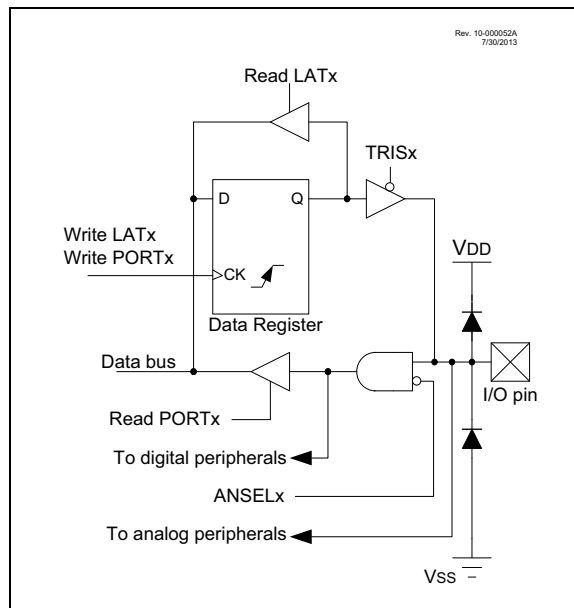 Rev. 10-000052A
7/30/2013
Read LATx
TRISx
D
Q
Write LATx
Write PORTx
CK
VDD
Data Register
Data bus
I/O pin
Read PORTx
To digital peripherals
ANSELx
To analog peripherals
VSS